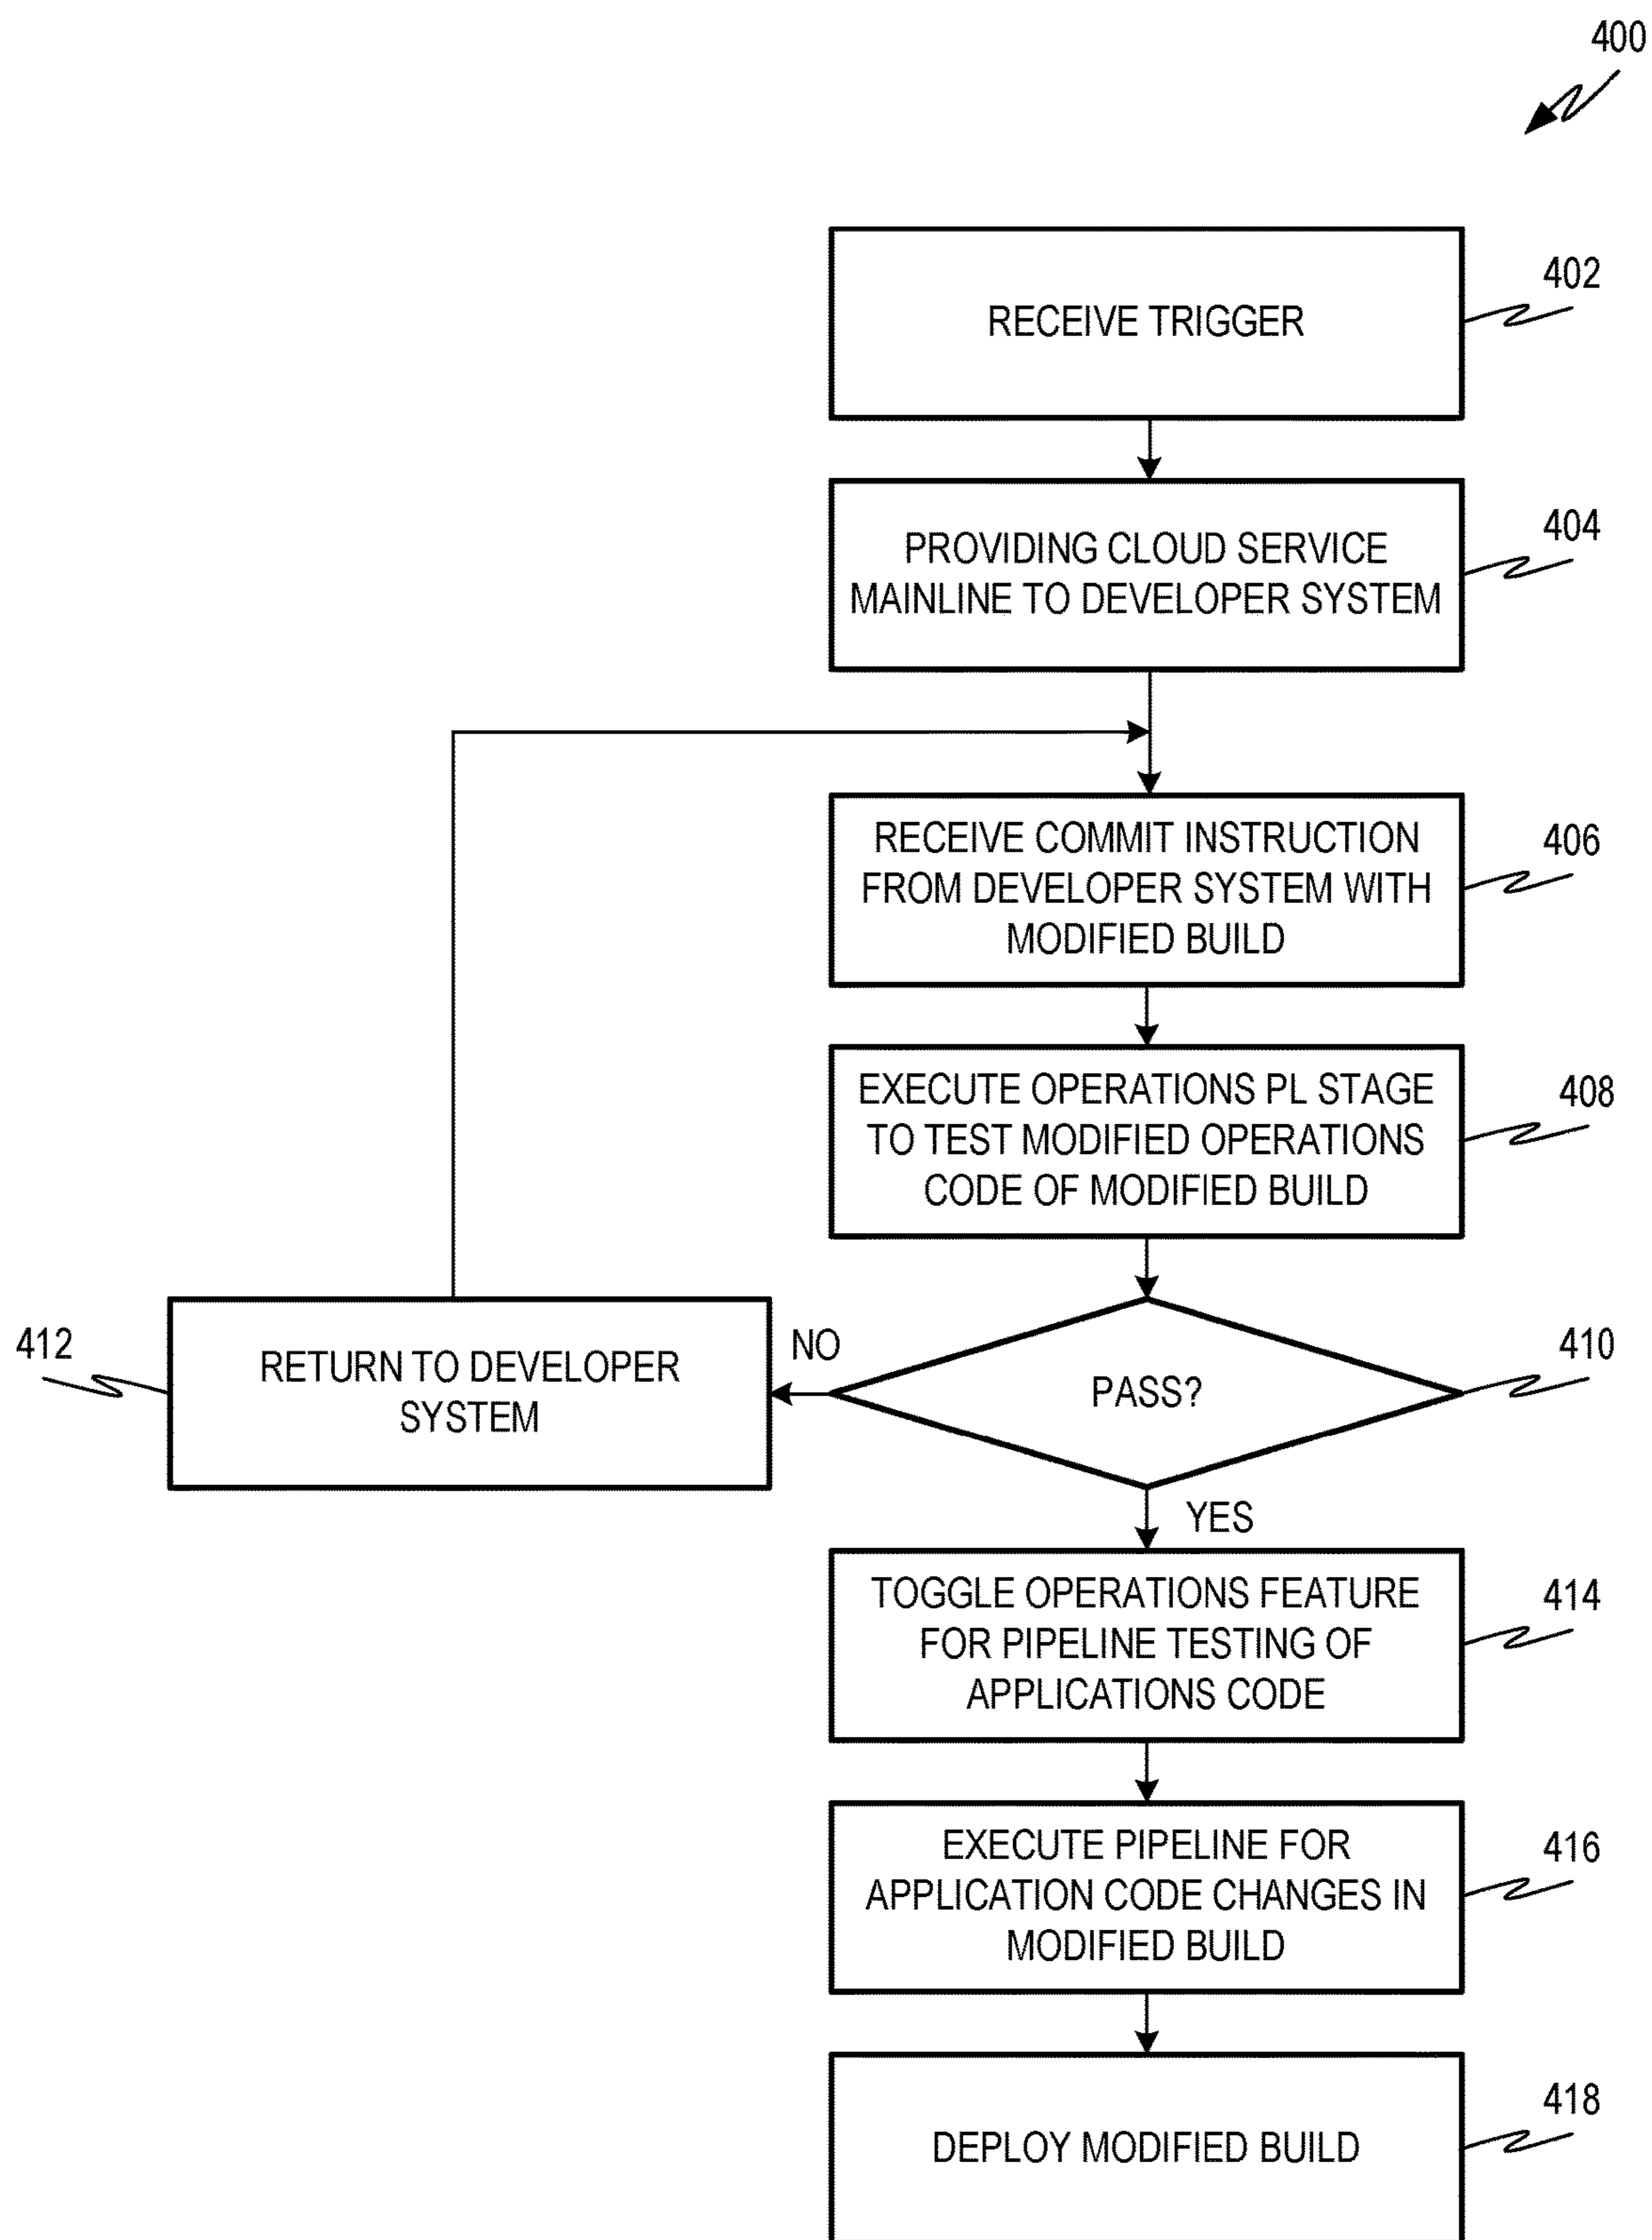 400
RECEIVE TRIGGER
402
PROVIDING CLOUD SERVICE
MAINLINE TO DEVELOPER SYSTEM
404
RECEIVE COMMIT INSTRUCTION
FROM DEVELOPER SYSTEM WITH
MODIFIED BUILD
406
EXECUTE OPERATIONS PL STAGE
TO TEST MODIFIED OPERATIONS
CODE OF MODIFIED BUILD
408
412
RETURN TO DEVELOPER
SYSTEM
NO
PASS?
410
YES
TOGGLE OPERATIONS FEATURE
FOR PIPELINE TESTING OF
APPLICATIONS CODE
414
EXECUTE PIPELINE FOR
APPLICATION CODE CHANGES IN
MODIFIED BUILD
416
DEPLOY MODIFIED BUILD
418